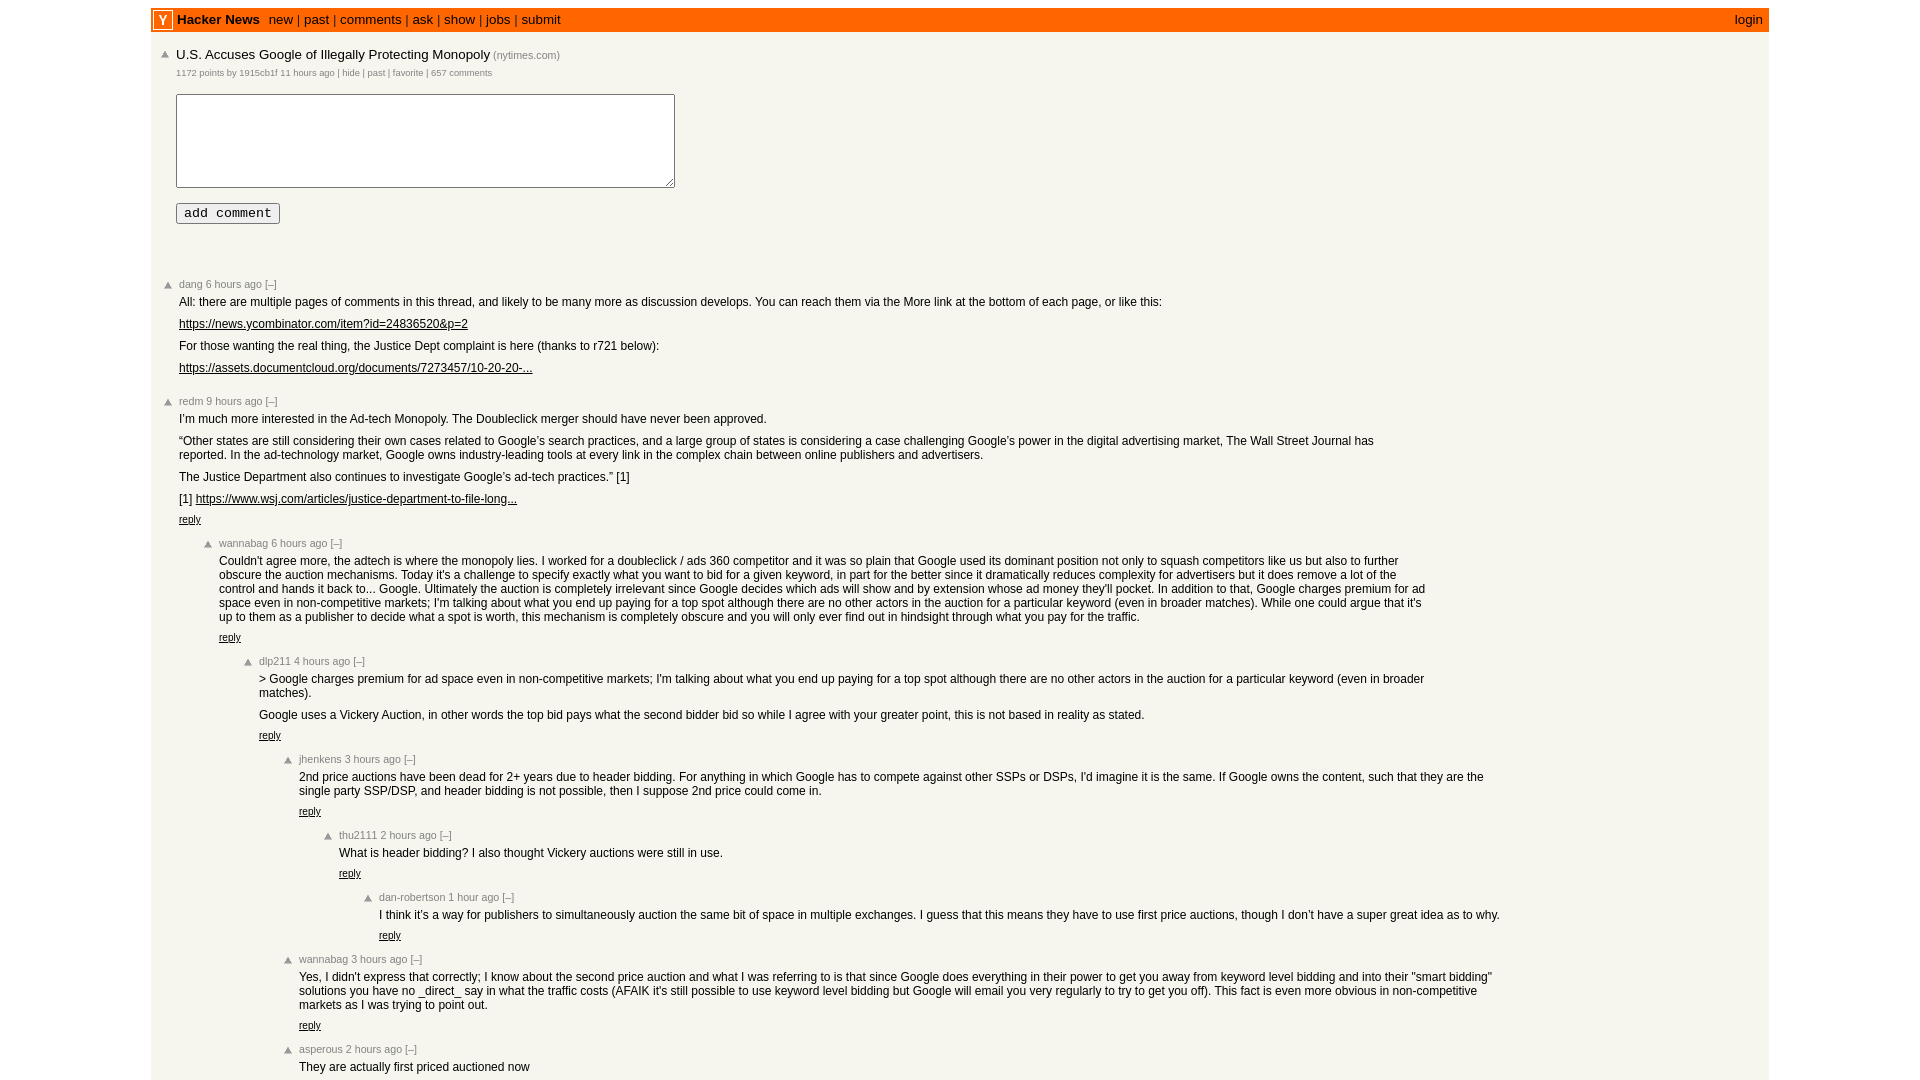 Y Hacker News new | past | comments | ask | show | jobs | submit login
U.S. Accuses Google of Illegally Protecting Monopoly (nytimes.com)
1172 points by 1915cb1f 11 hours ago | hide | past | favorite | 657 comments
add comment
dang 6 hours ago [–]
All: there are multiple pages of comments in this thread, and likely to be many more as discussion develops. You can reach them via the More link at the bottom of each page, or like this:
https://news.ycombinator.com/item?id=24836520&p=2
For those wanting the real thing, the Justice Dept complaint is here (thanks to r721 below):
https://assets.documentcloud.org/documents/7273457/10-20-20-...
redm 9 hours ago [–]
I’m much more interested in the Ad-tech Monopoly. The Doubleclick merger should have never been approved.
“Other states are still considering their own cases related to Google’s search practices, and a large group of states is considering a case challenging Google’s power in the digital advertising market, The Wall Street Journal has
reported. In the ad-technology market, Google owns industry-leading tools at every link in the complex chain between online publishers and advertisers.
The Justice Department also continues to investigate Google’s ad-tech practices.” [1]
[1] https://www.wsj.com/articles/justice-department-to-file-long...
reply
wannabag 6 hours ago [–]
Couldn't agree more, the adtech is where the monopoly lies. I worked for a doubleclick / ads 360 competitor and it was so plain that Google used its dominant position not only to squash competitors like us but also to further
obscure the auction mechanisms. Today it's a challenge to specify exactly what you want to bid for a given keyword, in part for the better since it dramatically reduces complexity for advertisers but it does remove a lot of the
control and hands it back to... Google. Ultimately the auction is completely irrelevant since Google decides which ads will show and by extension whose ad money they'll pocket. In addition to that, Google charges premium for ad
space even in non-competitive markets; I'm talking about what you end up paying for a top spot although there are no other actors in the auction for a particular keyword (even in broader matches). While one could argue that it's
up to them as a publisher to decide what a spot is worth, this mechanism is completely obscure and you will only ever find out in hindsight through what you pay for the traffic.
reply
dlp211 4 hours ago [–]
> Google charges premium for ad space even in non-competitive markets; I'm talking about what you end up paying for a top spot although there are no other actors in the auction for a particular keyword (even in broader
matches).
Google uses a Vickery Auction, in other words the top bid pays what the second bidder bid so while I agree with your greater point, this is not based in reality as stated.
reply
jhenkens 3 hours ago [–]
2nd price auctions have been dead for 2+ years due to header bidding. For anything in which Google has to compete against other SSPs or DSPs, I'd imagine it is the same. If Google owns the content, such that they are the
single party SSP/DSP, and header bidding is not possible, then I suppose 2nd price could come in.
reply
thu2111 2 hours ago [–]
What is header bidding? I also thought Vickery auctions were still in use.
reply
dan-robertson 1 hour ago [–]
I think it’s a way for publishers to simultaneously auction the same bit of space in multiple exchanges. I guess that this means they have to use first price auctions, though I don’t have a super great idea as to why.
reply
wannabag 3 hours ago [–]
Yes, I didn't express that correctly; I know about the second price auction and what I was referring to is that since Google does everything in their power to get you away from keyword level bidding and into their "smart bidding"
solutions you have no _direct_ say in what the traffic costs (AFAIK it's still possible to use keyword level bidding but Google will email you very regularly to try to get you off). This fact is even more obvious in non-competitive
markets as I was trying to point out.
reply
asperous 2 hours ago [–]
They are actually first priced auctioned now